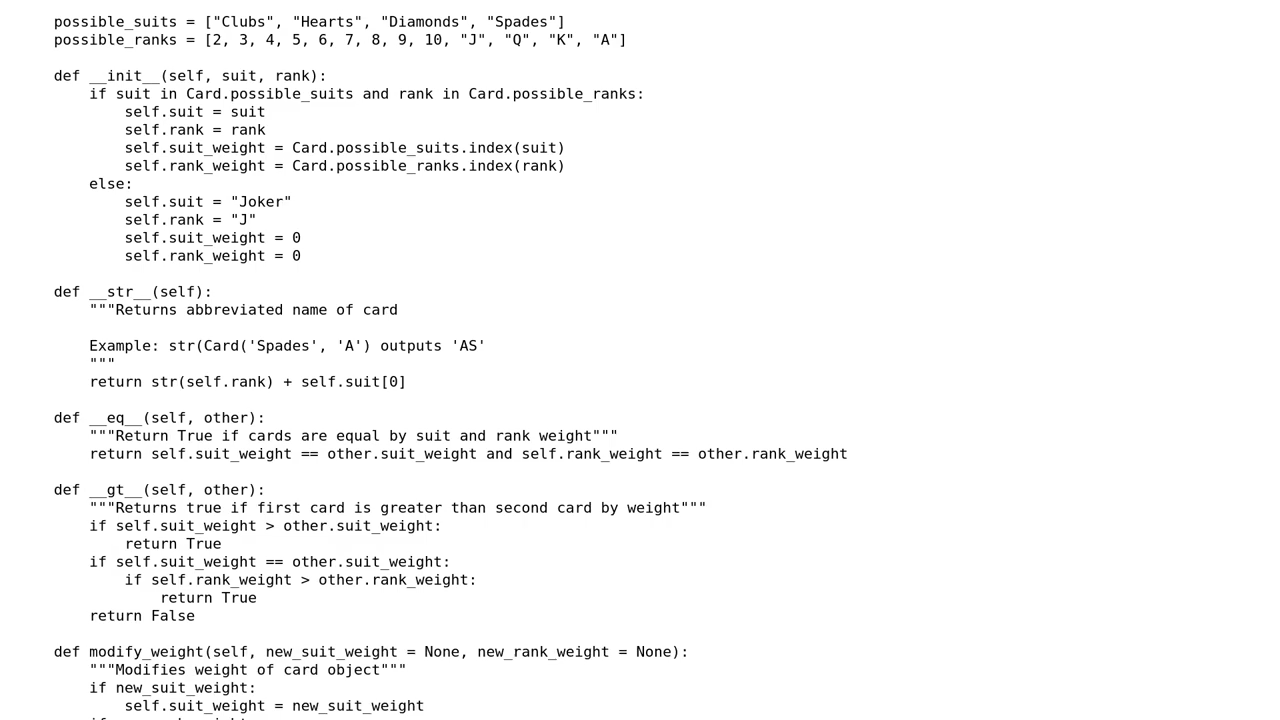 possible_suits = ["Clubs", "Hearts", "Diamonds", "Spades"]
possible_ranks = [2, 3, 4, 5, 6, 7, 8, 9, 10, "J", "Q", "K", "A"]

def __init__(self, suit, rank):
    if suit in Card.possible_suits and rank in Card.possible_ranks:
        self.suit = suit
        self.rank = rank
        self.suit_weight = Card.possible_suits.index(suit)
        self.rank_weight = Card.possible_ranks.index(rank)
    else:
        self.suit = "Joker"
        self.rank = "J"
        self.suit_weight = 0
        self.rank_weight = 0

def __str__(self):
    """Returns abbreviated name of card

    Example: str(Card('Spades', 'A') outputs 'AS'
    """
    return str(self.rank) + self.suit[0]

def __eq__(self, other):
    """Return True if cards are equal by suit and rank weight"""
    return self.suit_weight == other.suit_weight and self.rank_weight == other.rank_weight

def __gt__(self, other):
    """Returns true if first card is greater than second card by weight"""
    if self.suit_weight > other.suit_weight:
        return True
    if self.suit_weight == other.suit_weight:
        if self.rank_weight > other.rank_weight:
            return True
    return False

def modify_weight(self, new_suit_weight = None, new_rank_weight = None):
    """Modifies weight of card object"""
    if new_suit_weight:
        self.suit_weight = new_suit_weight